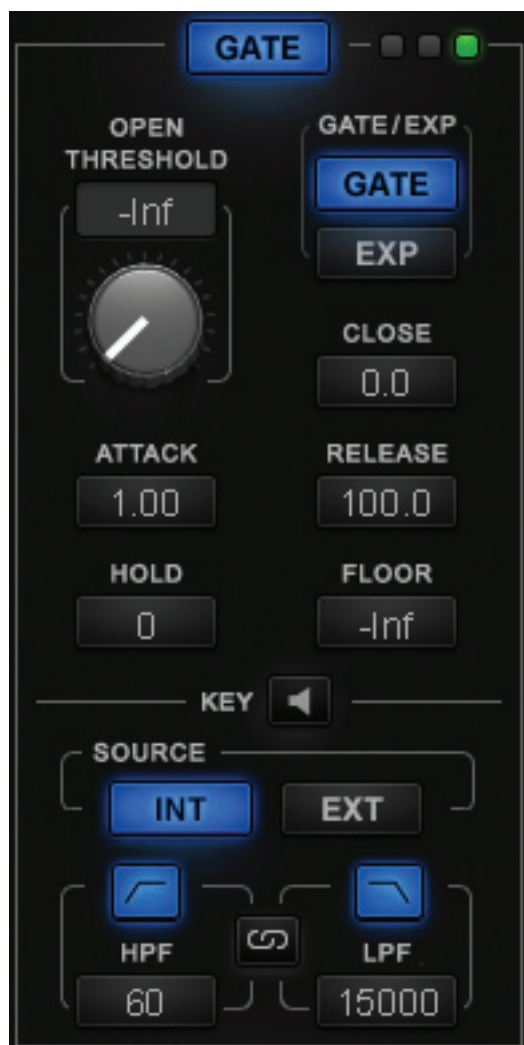 GATE
OPEN
THRESHOLD
-Inf
GATE/EXP
GATE
EXP
CLOSE
0.0
ATTACK
1.00
RELEASE
100.0
HOLD
0
FLOOR
-Inf
KEY
SOURCE
INT
EXT
HPF
60
LPF
15000